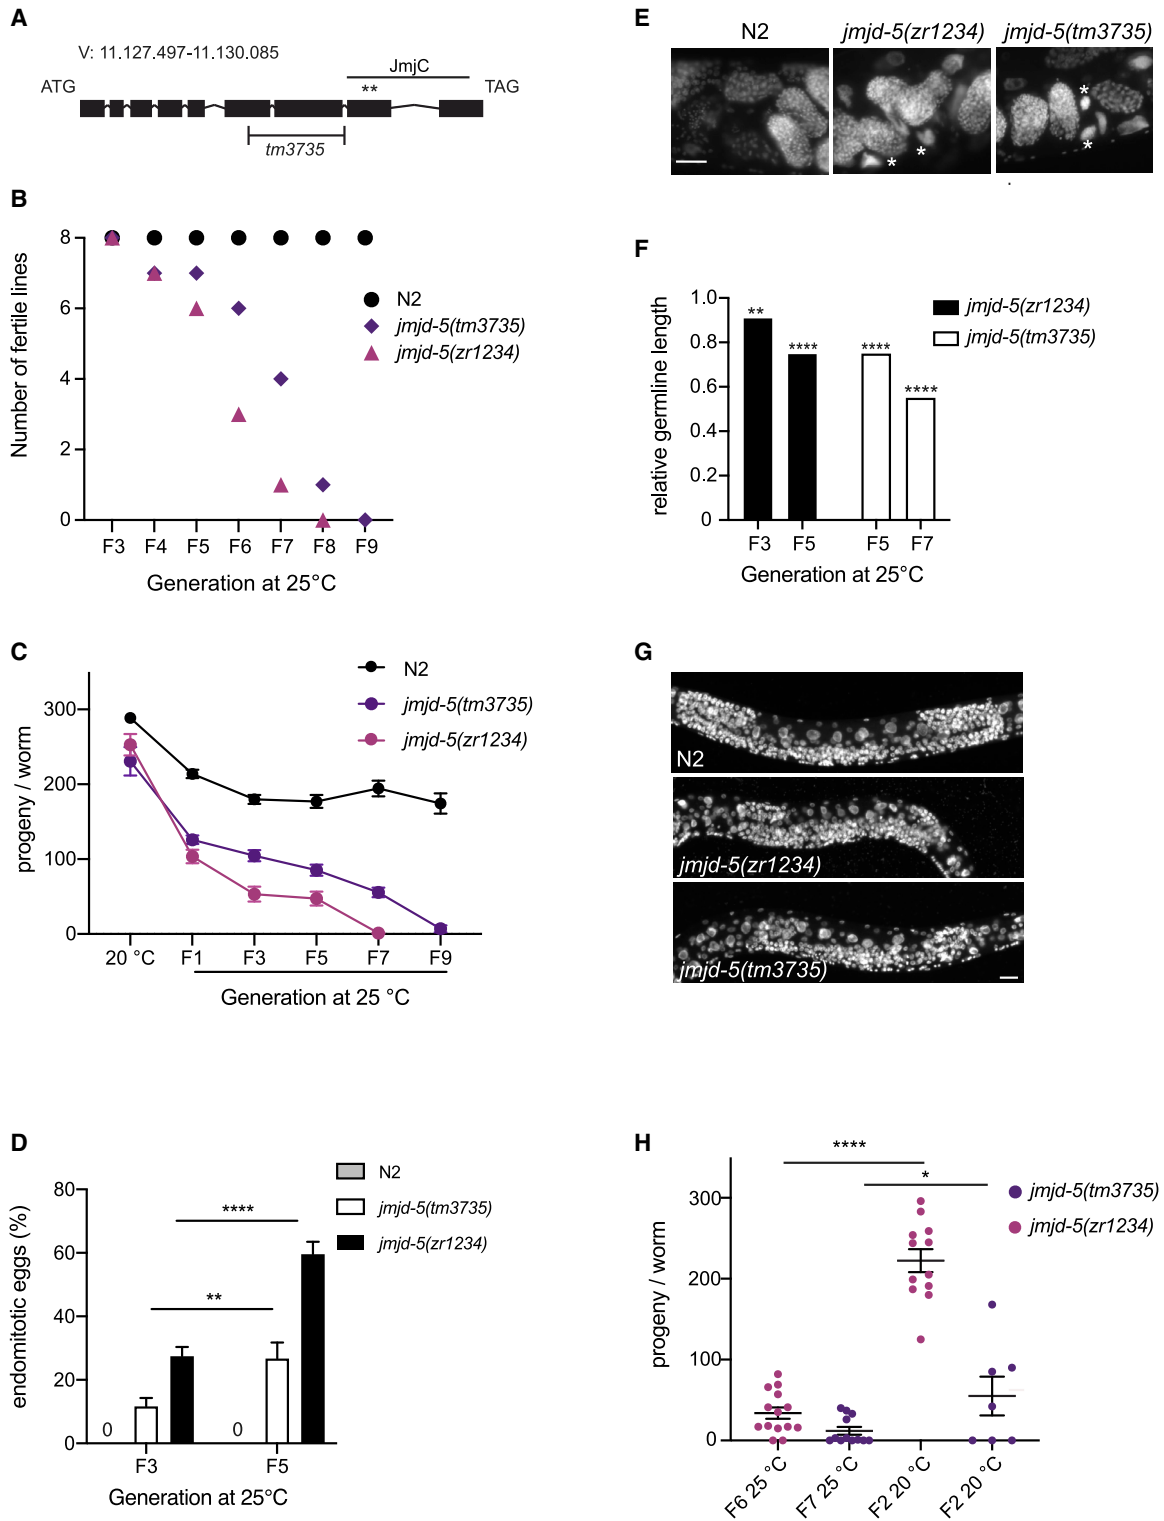 A
V: 11.127.497-11.130.085
JmjC
ATG
**
TAG
tm3735
B
Number of fertile lines
8
6
4
2
0
F3 F4 F5 F6 F7 F8 F9
Generation at 25°C
N2
jmjd-5(tm3735)
jmjd-5(zr1234)
C
progeny / worm
300
200
100
0
20 °C F1 F3 F5 F7 F9
Generation at 25 °C
N2
jmjd-5(tm3735)
jmjd-5(zr1234)
D
endomitotic eggs (%)
80
60
40
20
0
****
**
0 0
F3 F5
Generation at 25°C
N2
jmjd-5(tm3735)
jmjd-5(zr1234)
E
N2 jmjd-5(zr1234) jmjd-5(tm3735)
* * * *
F
relative germline length
1.0
0.8
0.6
0.4
0.2
0
** **** **** ****
F3 F5 F5 F7
Generation at 25°C
jmjd-5(zr1234)
jmjd-5(tm3735)
G
N2
jmjd-5(zr1234)
jmjd-5(tm3735)
H
progeny / worm
300
200
100
0
****
*
F6 25 °C F7 25 °C F2 20 °C F2 20 °C
jmjd-5(tm3735)
jmjd-5(zr1234)